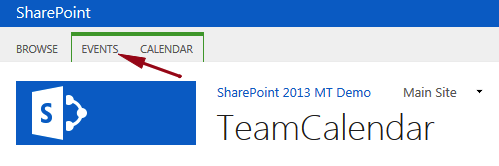 SharePoint
BROWSE EVENTS CALENDAR
S
SharePoint 2013 MT Demo Main Site
TeamCalendar